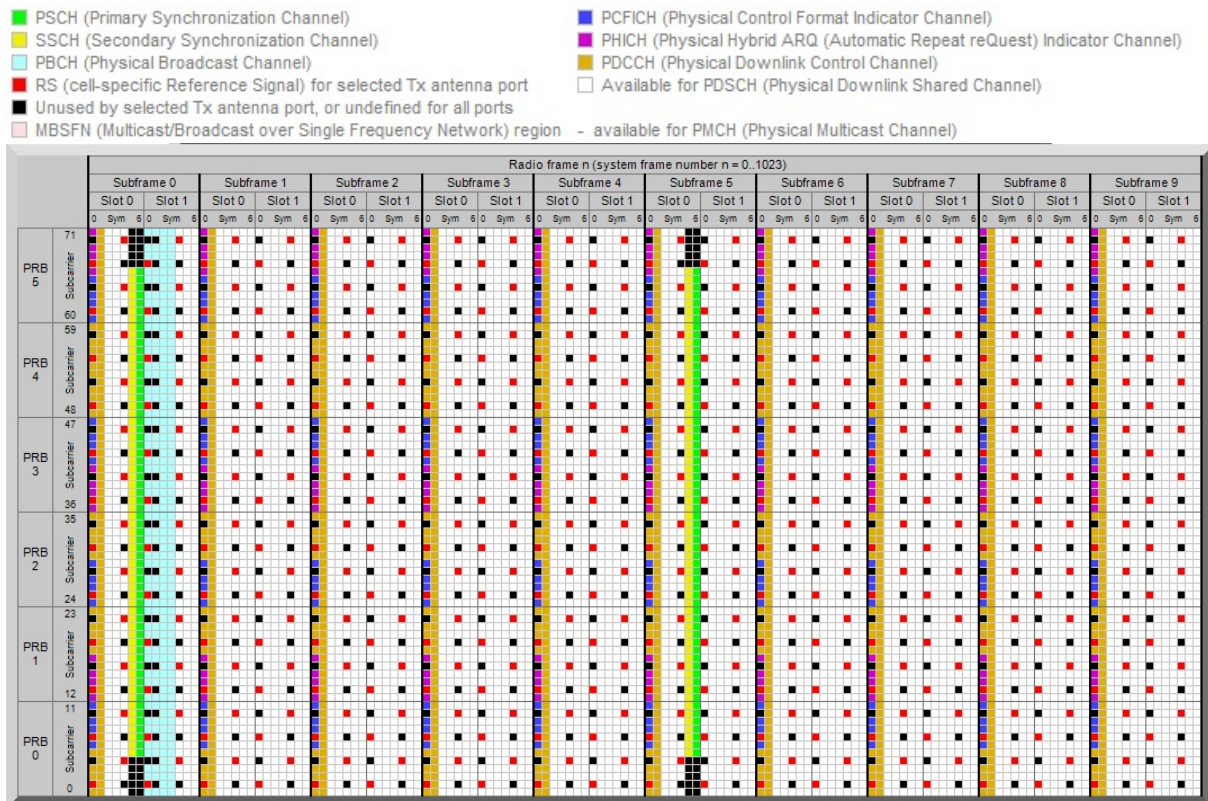 PSCH (Primary Synchronization Channel)
SSCH (Secondary Synchronization Channel)
PBCH (Physical Broadcast Channel)
RS (cell-specific Reference Signal) for selected Tx antenna port
Unused by selected Tx antenna port, or undefined for all ports
MBSFN (Multicast/Broadcast over Single Frequency Network) region - available for PMCH (Physical Multicast Channel)
PCFICH (Physical Control Format Indicator Channel)
PHICH (Physical Hybrid ARQ (Automatic Repeat reQuest) Indicator Channel)
PDCCH (Physical Downlink Control Channel)
Available for PDSCH (Physical Downlink Shared Channel)
Radio frame n (system frame number n = 0..1023)
Subframe 0 Subframe 1 Subframe 2 Subframe 3 Subframe 4 Subframe 5 Subframe 6 Subframe 7 Subframe 8 Subframe 9
Slot 0 Slot 1 Slot 0 Slot 1 Slot 0 Slot 1 Slot 0 Slot 1 Slot 0 Slot 1 Slot 0 Slot 1 Slot 0 Slot 1 Slot 0 Slot 1 Slot 0 Slot 1 Slot 0 Slot 1
0 Sym 6 0 Sym 6 0 Sym 6 0 Sym 6 0 Sym 6 0 Sym 6 0 Sym 6 0 Sym 6 0 Sym 6 0 Sym 6 0 Sym 6 0 Sym 6 0 Sym 6 0 Sym 6 0 Sym 6 0 Sym 6 0 Sym 6 0 Sym 6 0 Sym 6 0 Sym 6
PRB 5
71
Subcarrier
60
PRB 4
59
Subcarrier
48
PRB 3
47
Subcarrier
36
PRB 2
35
Subcarrier
24
PRB 1
23
Subcarrier
12
PRB 0
11
Subcarrier
0